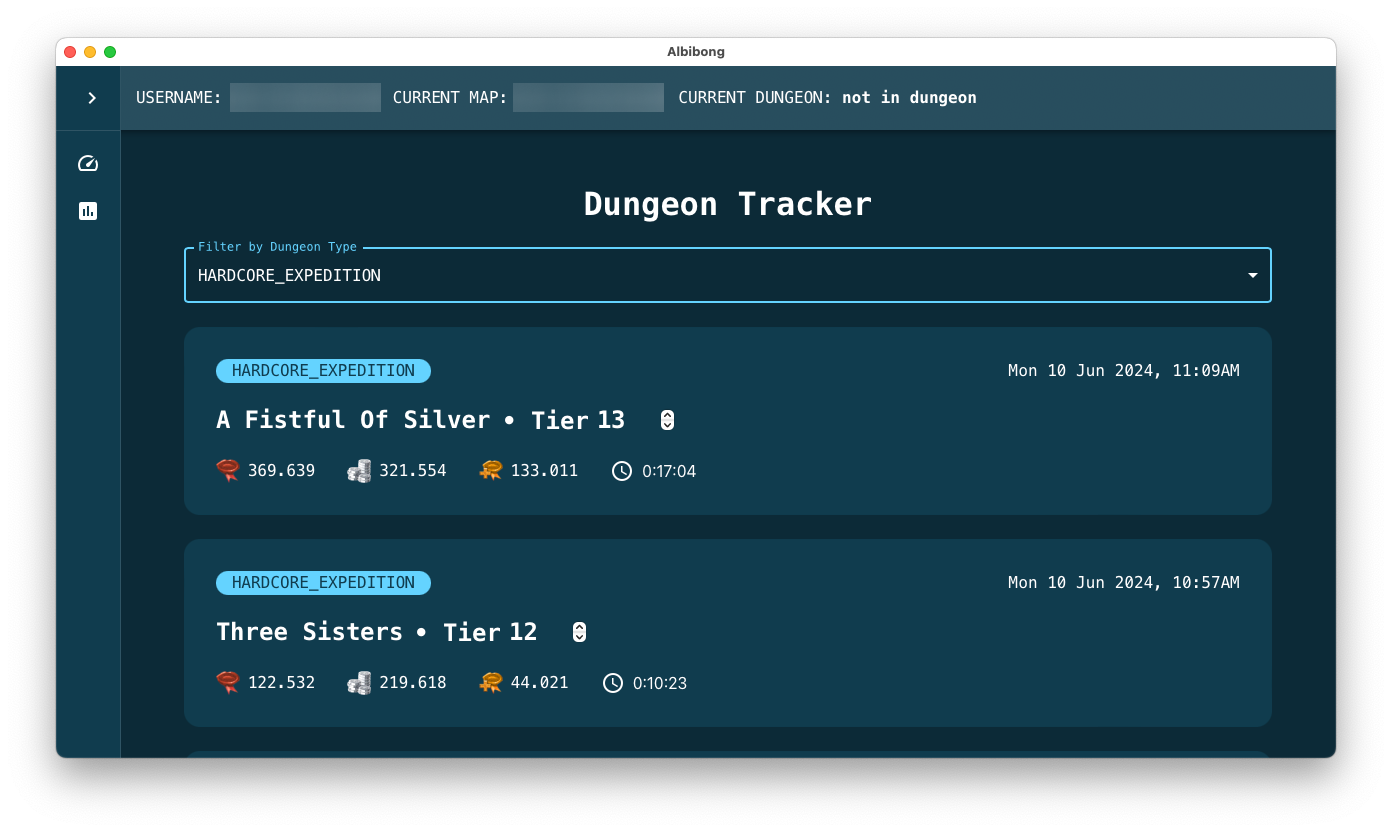 Albibong
USERNAME: CURRENT MAP: CURRENT DUNGEON: not in dungeon
Dungeon Tracker
Filter by Dungeon Type
HARDCORE_EXPEDITION
HARDCORE_EXPEDITION Mon 10 Jun 2024, 11:09AM
A Fistful Of Silver • Tier 13
369.639 321.554 133.011 0:17:04
HARDCORE_EXPEDITION Mon 10 Jun 2024, 10:57AM
Three Sisters • Tier 12
122.532 219.618 44.021 0:10:23